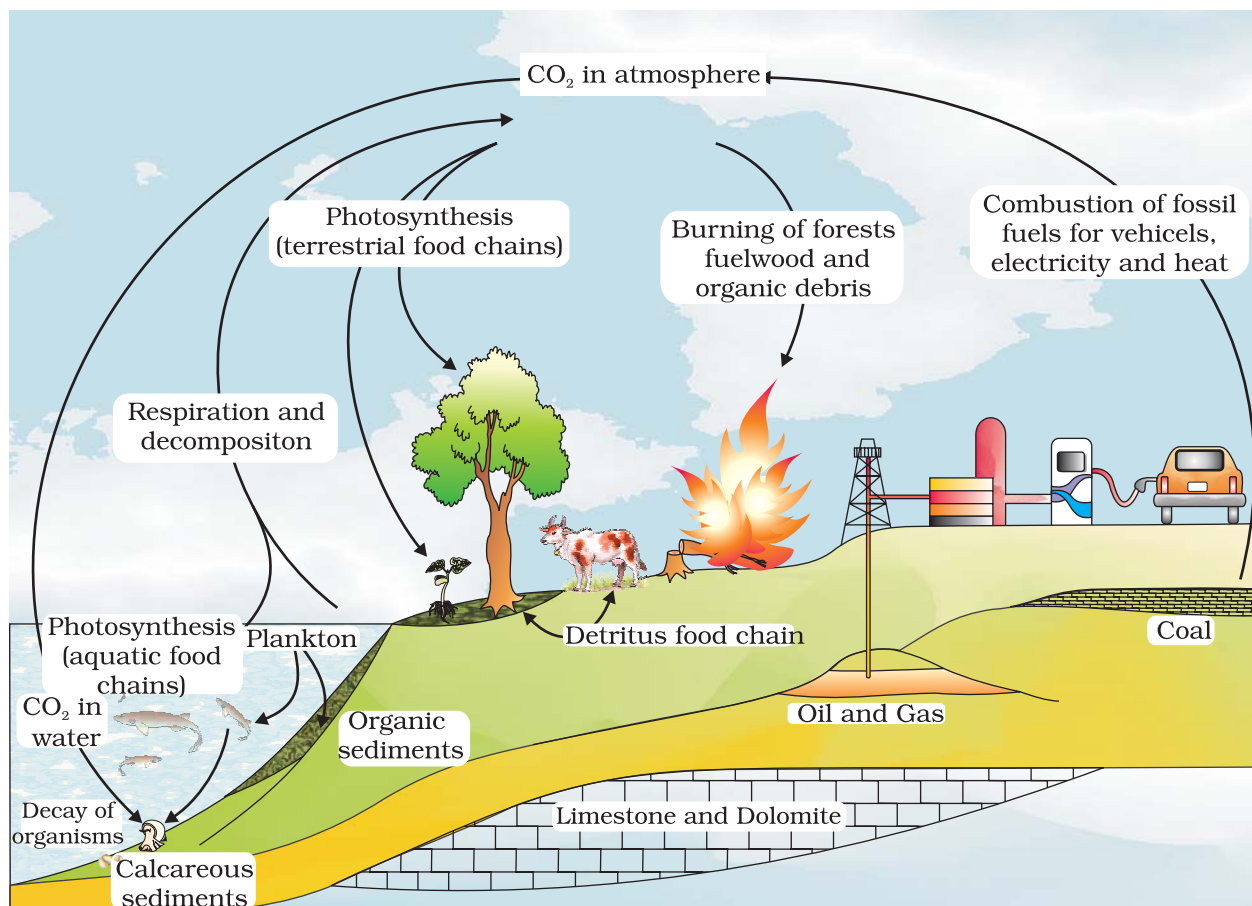 CO₂ in atmosphere
Photosynthesis
(terrestrial food chains)
Burning of forests
fuelwood and
organic debris
Combustion of fossil
fuels for vehicels,
electricity and heat
Respiration and
decompositon
Photosynthesis
(aquatic food
chains)
Plankton
Detritus food chain
Coal
CO₂ in
water
Organic
sediments
Oil and Gas
Decay of
organisms
Limestone and Dolomite
Calcareous
sediments